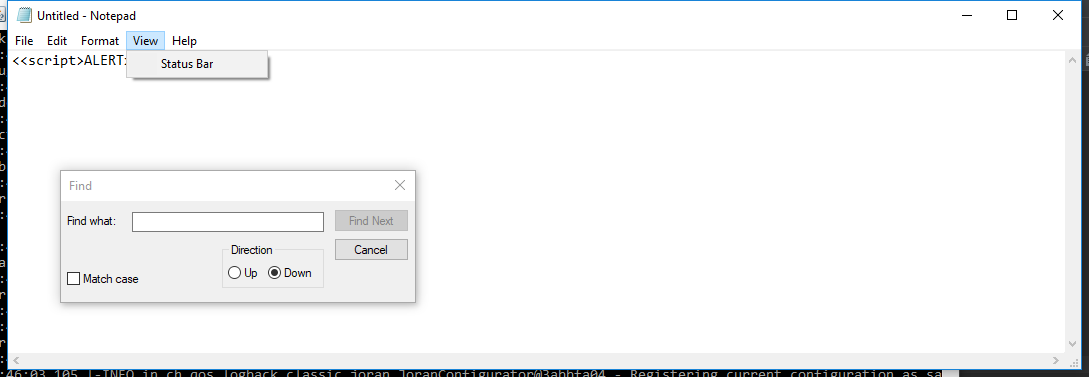 Untitled - Notepad
File Edit Format View Help
<<script>ALERT
Status Bar
Find
Find what:
Find Next
Cancel
Direction
Up Down
Match case
:46:03,105 |-INFO in ch.qos.logback.classic.joran.JoranConfigurator@3abbfa04 - Registering current configuration as sa